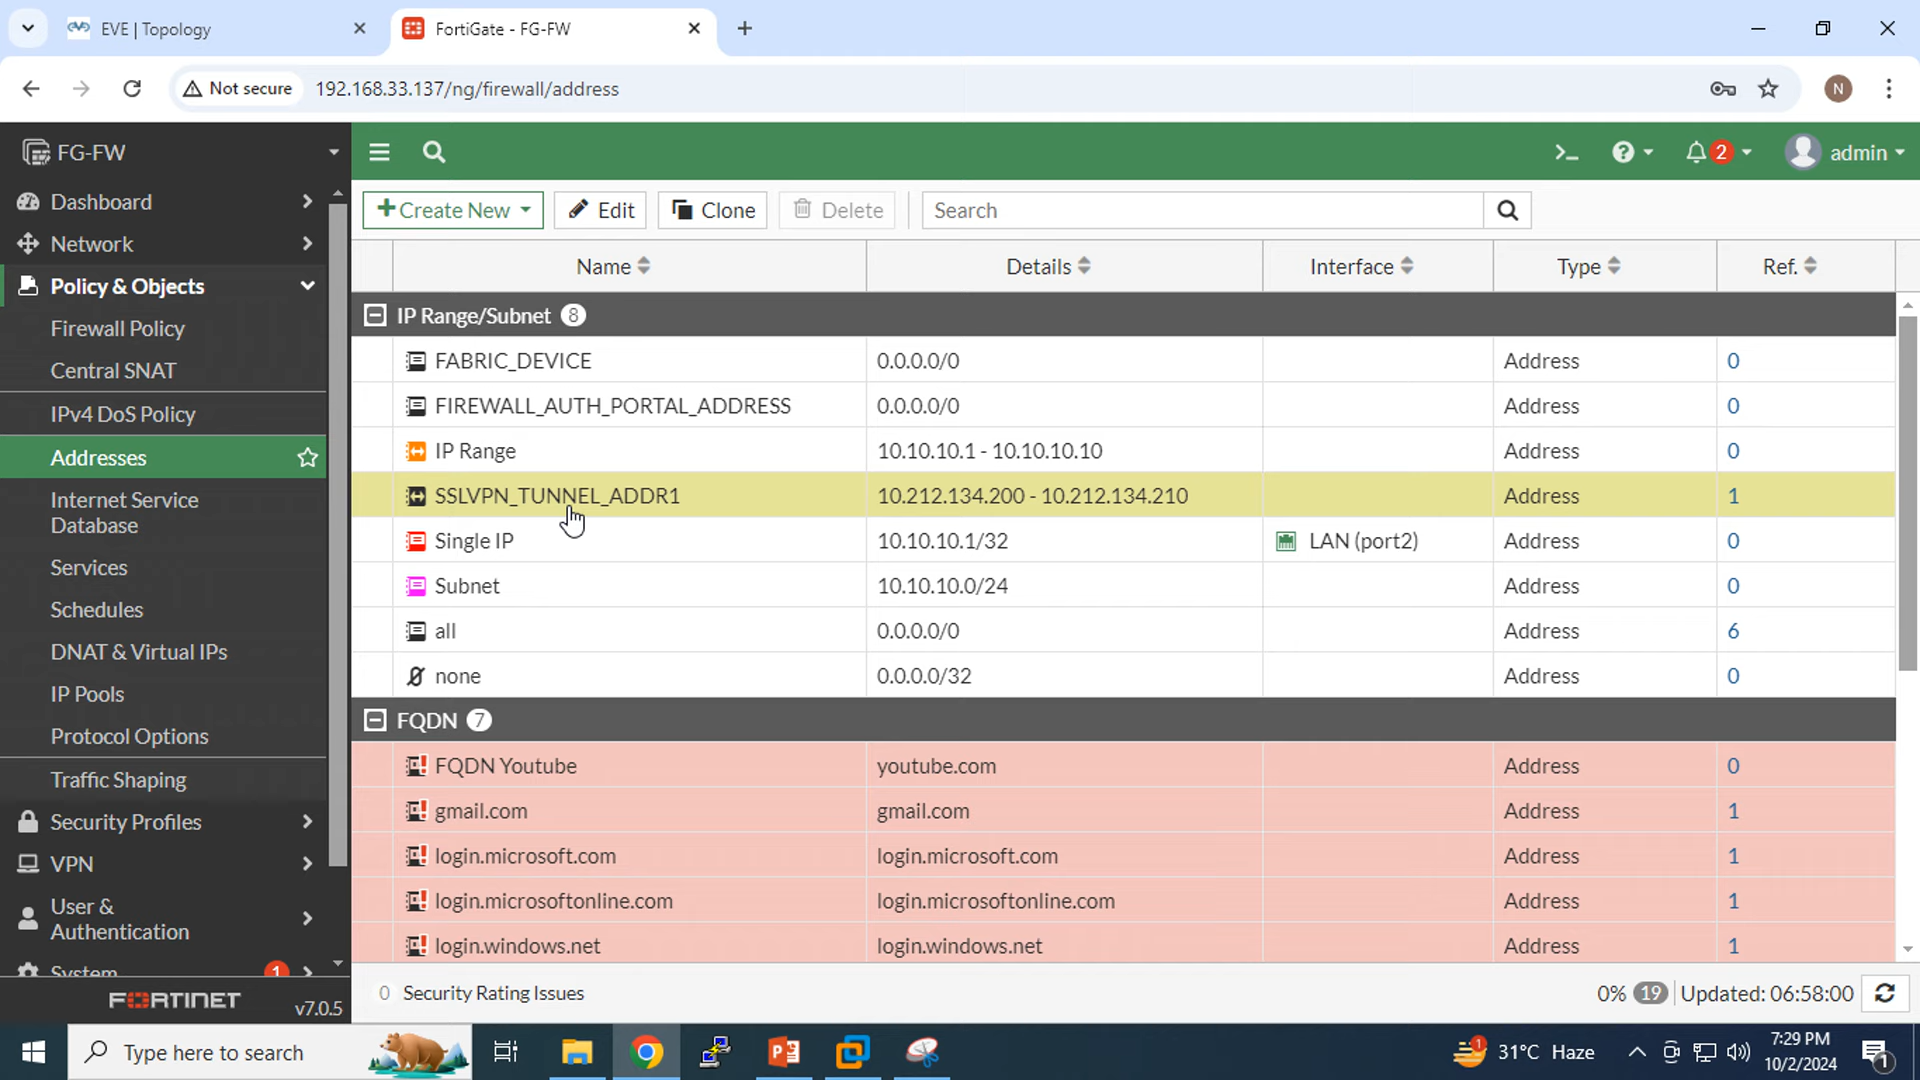 EVE | Topology
FortiGate - FG-FW
Not secure
192.168.33.137/ng/firewall/address
N
FG-FW
2
admin
Dashboard
Network
Policy & Objects
Firewall Policy
Central SNAT
IPv4 DoS Policy
Addresses
Internet Service
Database
Services
Schedules
DNAT & Virtual IPs
IP Pools
Protocol Options
Traffic Shaping
Security Profiles
VPN
User &
Authentication
System 1
FORTINET v7.0.5
Create New Edit Clone Delete Search
Name Details Interface Type Ref.
IP Range/Subnet 8
FABRIC_DEVICE 0.0.0.0/0 Address 0
FIREWALL_AUTH_PORTAL_ADDRESS 0.0.0.0/0 Address 0
IP Range 10.10.10.1 - 10.10.10.10 Address 0
SSLVPN_TUNNEL_ADDR1 10.212.134.200 - 10.212.134.210 Address 1
Single IP 10.10.10.1/32 LAN (port2) Address 0
Subnet 10.10.10.0/24 Address 0
all 0.0.0.0/0 Address 6
none 0.0.0.0/32 Address 0
FQDN 7
FQDN Youtube youtube.com Address 0
gmail.com gmail.com Address 1
login.microsoft.com login.microsoft.com Address 1
login.microsoftonline.com login.microsoftonline.com Address 1
login.windows.net login.windows.net Address 1
0 Security Rating Issues 0% 19 Updated: 06:58:00
Type here to search
1
31°C Haze
7:29 PM
10/2/2024
1